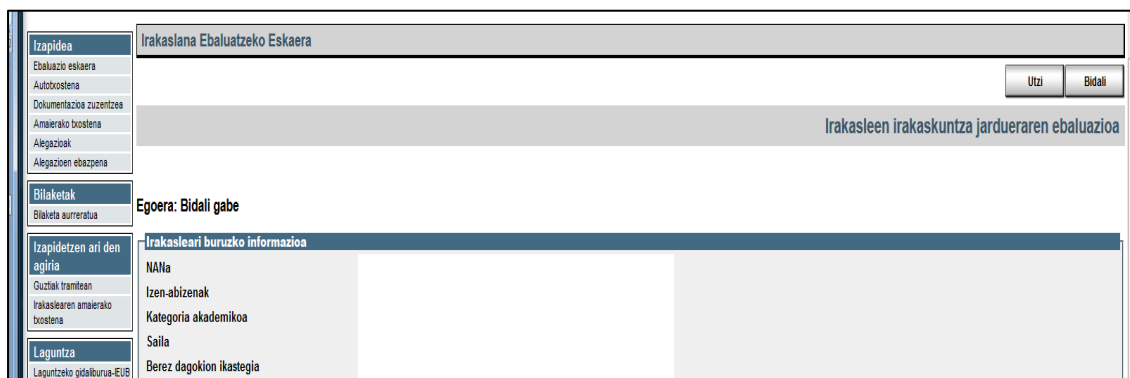 Izapidea
Ebaluazio eskaera
Autotxostena
Dokumentazioa zuzentzea
Amaierako txostena
Alegazioak
Alegazioen ebazpena
Bilaketak
Bilaketa aurreratua
Izapidetzen ari den
agiria
Guztiak tramitean
Irakaslearen amaierako
txostena
Laguntza
Laguntzeko gidaliburua-IEUB
Irakaslana Ebaluatzeko Eskaera
Utzi
Bidali
Irakasleen irakaskuntza jardueraren ebaluazioa
Egoera: Bidali gabe
Irakasleari buruzko informazioa
NANa
Izen-abizenak
Kategoria akademikoa
Saila
Berez dagokion ikastegia